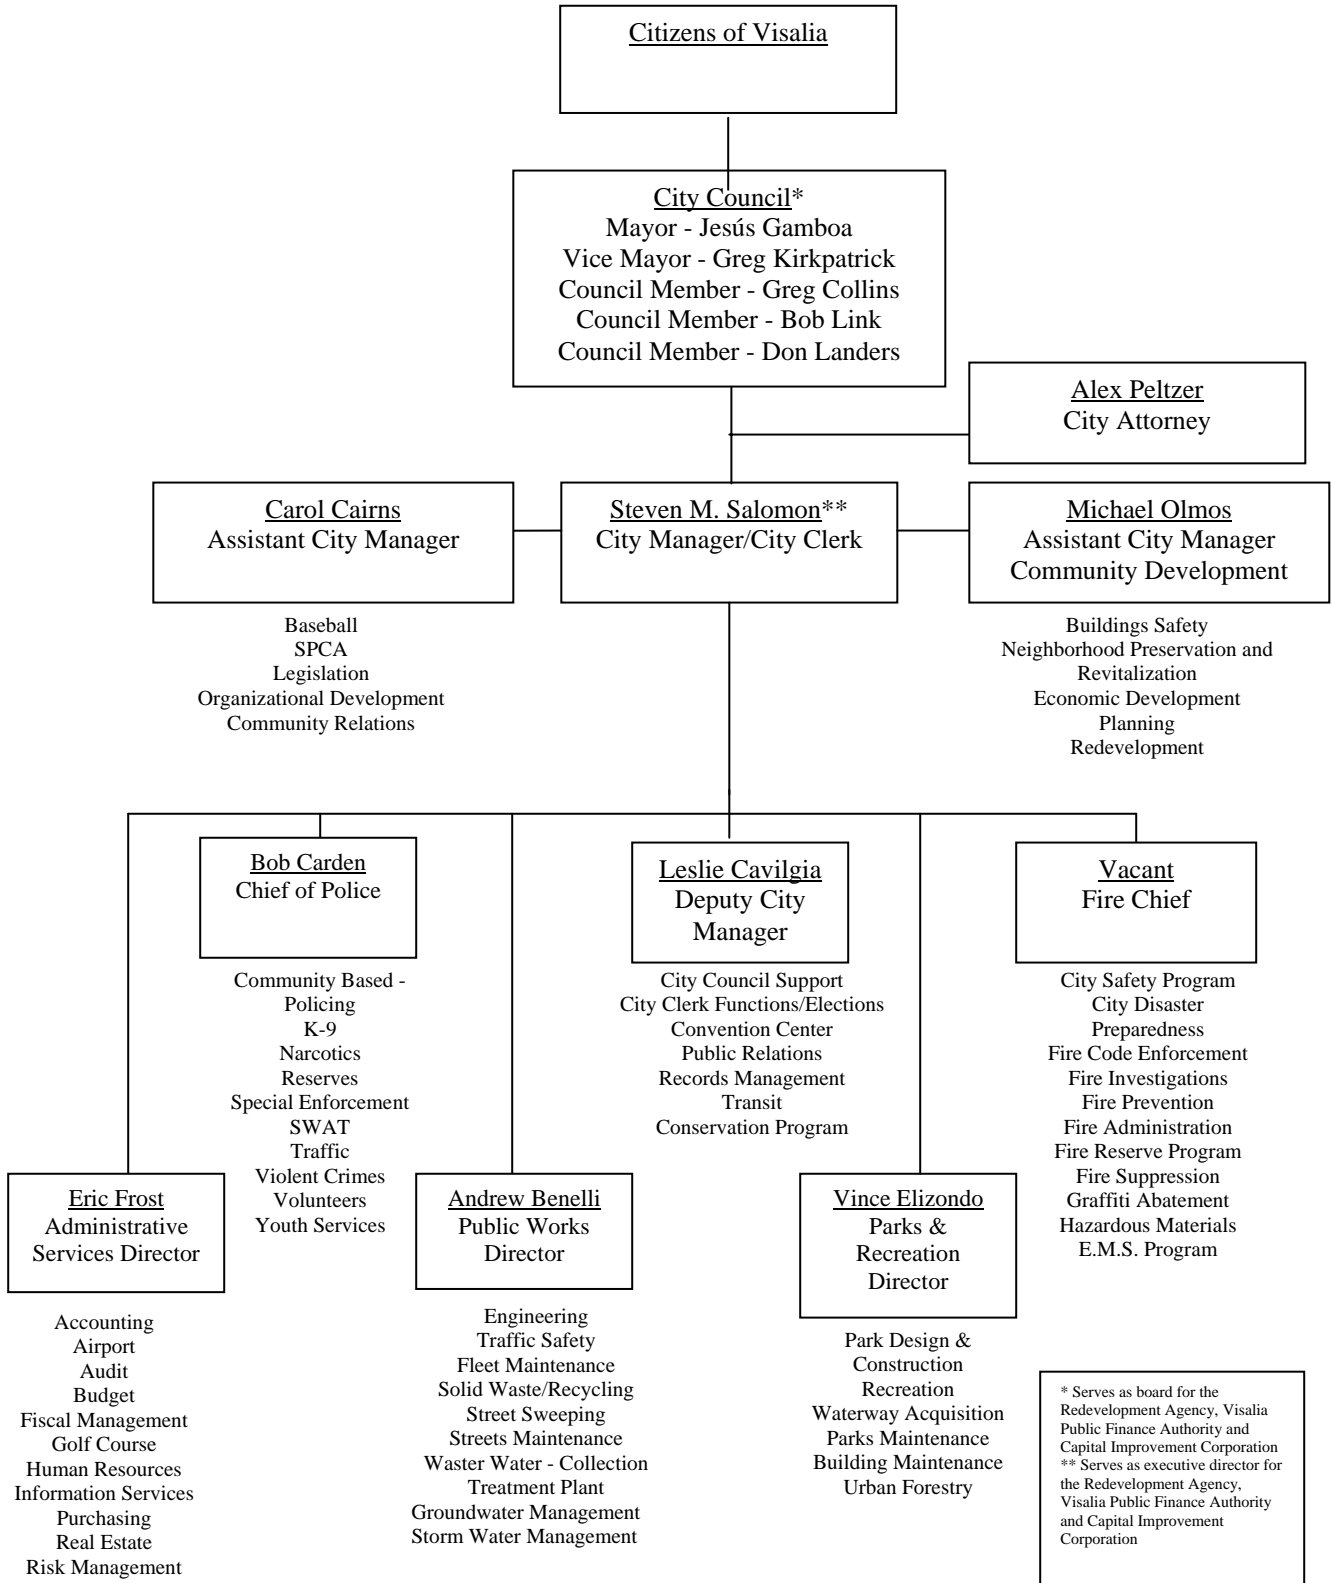 Citizens of Visalia
City Council*
Mayor - Jesús Gamboa
Vice Mayor - Greg Kirkpatrick
Council Member - Greg Collins
Council Member - Bob Link
Council Member - Don Landers
Alex Peltzer
City Attorney
Carol Cairns
Assistant City Manager
Baseball
SPCA
Legislation
Organizational Development
Community Relations
Steven M. Salomon**
City Manager/City Clerk
Michael Olmos
Assistant City Manager
Community Development
Buildings Safety
Neighborhood Preservation and
Revitalization
Economic Development
Planning
Redevelopment
Bob Carden
Chief of Police
Community Based -
Policing
K-9
Narcotics
Reserves
Special Enforcement
SWAT
Traffic
Violent Crimes
Volunteers
Youth Services
Leslie Cavilgia
Deputy City
Manager
City Council Support
City Clerk Functions/Elections
Convention Center
Public Relations
Records Management
Transit
Conservation Program
Vacant
Fire Chief
City Safety Program
City Disaster
Preparedness
Fire Code Enforcement
Fire Investigations
Fire Prevention
Fire Administration
Fire Reserve Program
Fire Suppression
Graffiti Abatement
Hazardous Materials
E.M.S. Program
Eric Frost
Administrative
Services Director
Accounting
Airport
Audit
Budget
Fiscal Management
Golf Course
Human Resources
Information Services
Purchasing
Real Estate
Risk Management
Andrew Benelli
Public Works
Director
Engineering
Traffic Safety
Fleet Maintenance
Solid Waste/Recycling
Street Sweeping
Streets Maintenance
Waster Water - Collection
Treatment Plant
Groundwater Management
Storm Water Management
Vince Elizondo
Parks &
Recreation
Director
Park Design &
Construction
Recreation
Waterway Acquisition
Parks Maintenance
Building Maintenance
Urban Forestry
* Serves as board for the
Redevelopment Agency, Visalia
Public Finance Authority and
Capital Improvement Corporation
** Serves as executive director for
the Redevelopment Agency,
Visalia Public Finance Authority
and Capital Improvement
Corporation